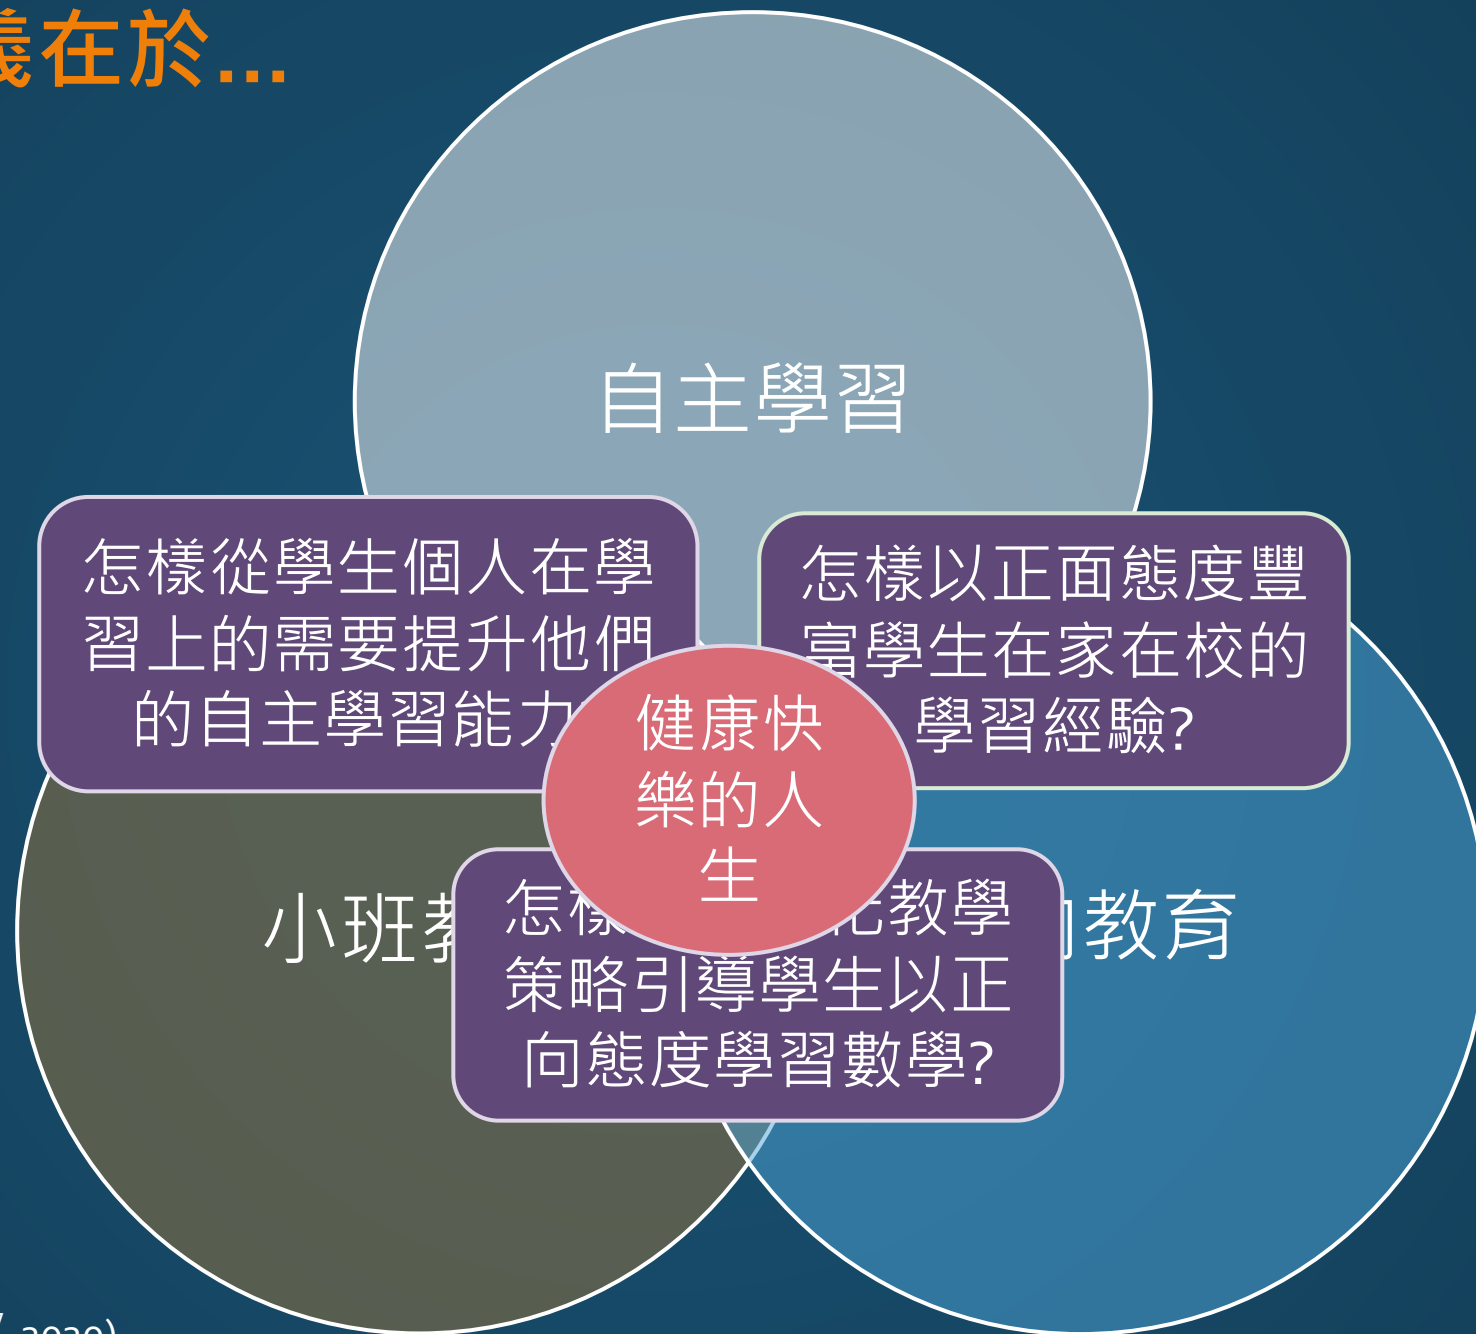 義在於...
自主學習
怎樣從學生個人在學
習上的需要提升他們
的自主學習能力
怎樣以正面態度豐
富學生在家在校的
學習經驗?
健康快
樂的人
生
小班
教育
怎樣 化教學
策略引導學生以正
向態度學習數學?
2020)